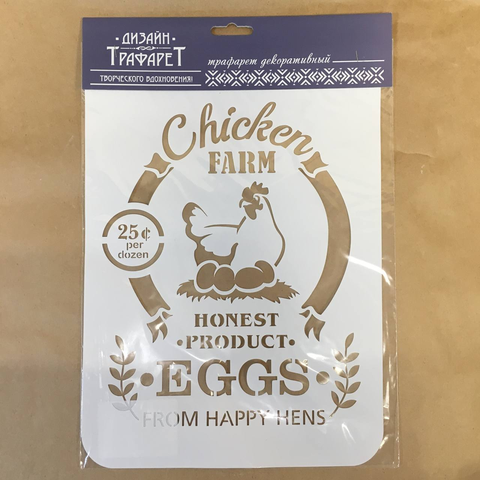 ДИЗАЙН
ТРАФАРЕТ
ТВОРЧЕСКОГО ВДОХНОВЕНИЯ!
трафарет декоративный
Chicken
FARM
25¢
per
dozen
HONEST
•PRODUCT•
•EGGS•
FROM HAPPY HENS